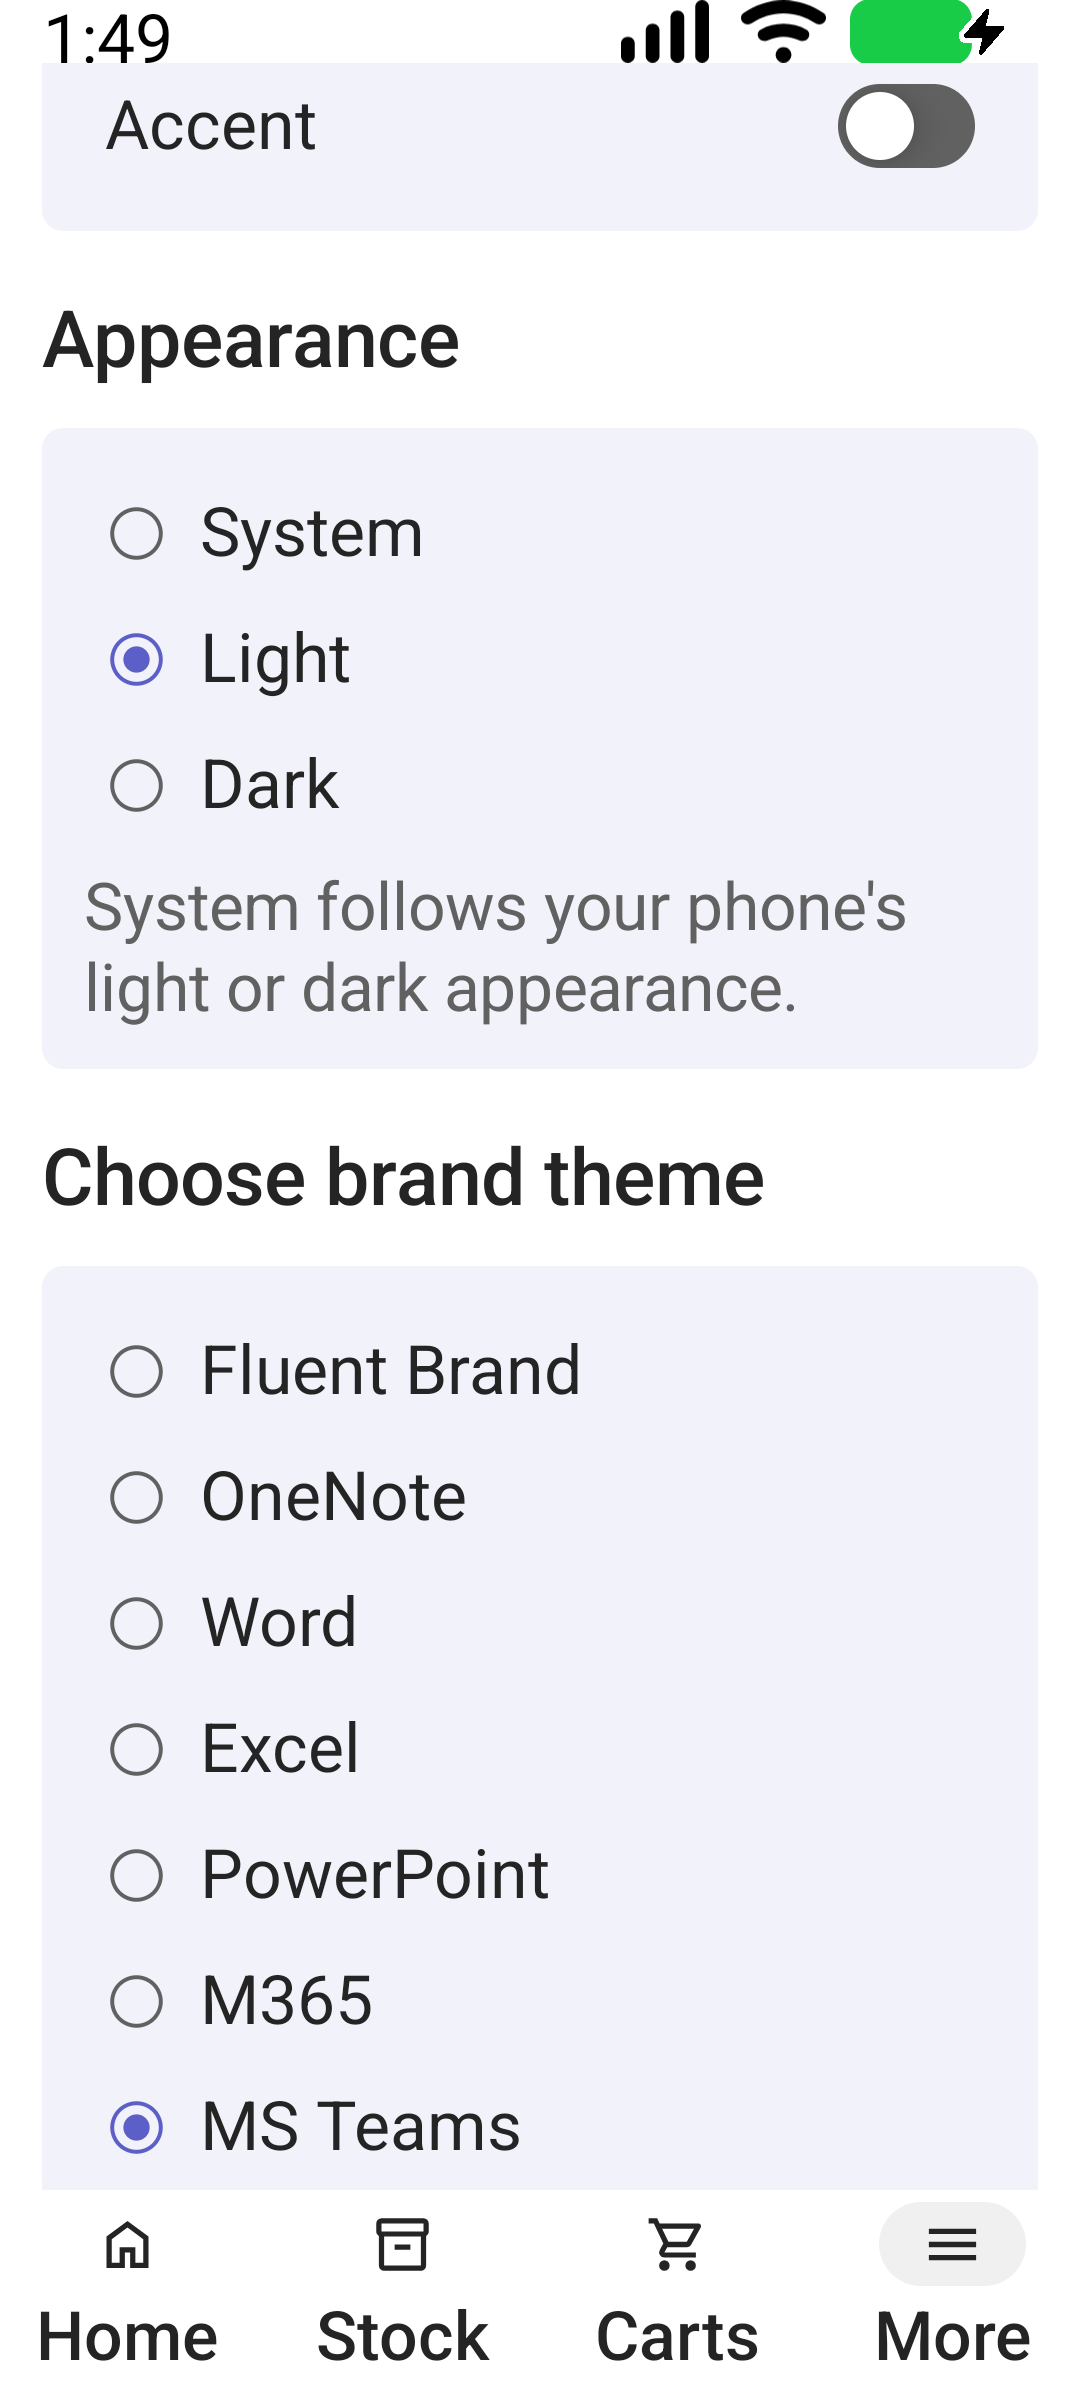 1:49
Accent
Appearance
System
Light
Dark
System follows your phone's
light or dark appearance.
Choose brand theme
Fluent Brand
OneNote
Word
Excel
PowerPoint
M365
MS Teams
Home
Stock
Carts
More